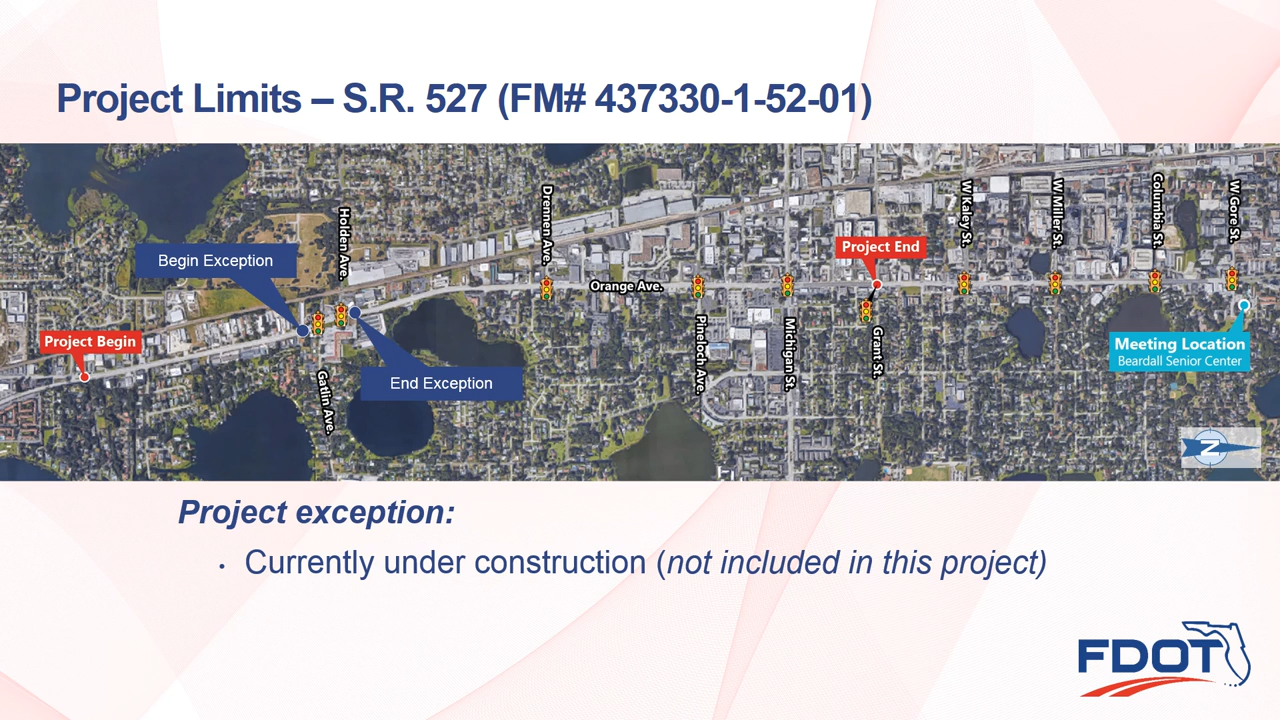 Project Limits – S.R. 527 (FM# 437330-1-52-01)
Holden Ave.
Drennen Ave.
W Kaley St.
W Miller St.
Columbia St.
W Gore St.
Begin Exception
Project End
Orange Ave.
Project Begin
Meeting Location
Beardall Senior Center
Pineloch Ave.
Michigan St.
Grant St.
End Exception
Gatlin Ave.
N
Project exception:
• Currently under construction (not included in this project)
FDOT